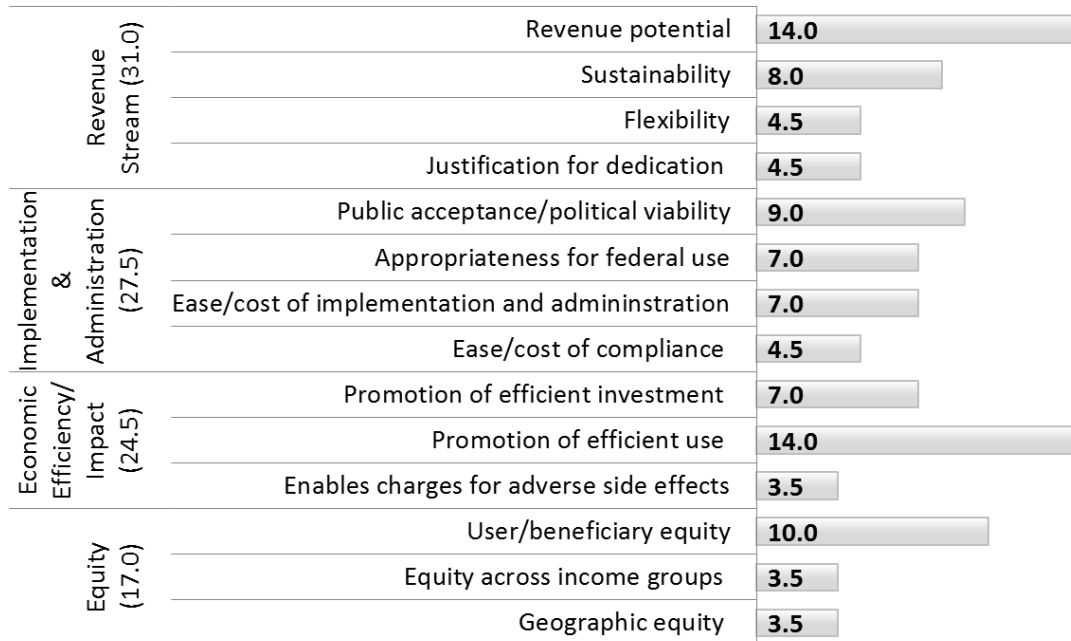 Revenue
Stream (31.0)
Revenue potential 14.0
Sustainability 8.0
Flexibility 4.5
Justification for dedication 4.5
Implementation
&
Administration
(27.5)
Public acceptance/political viability 9.0
Appropriateness for federal use 7.0
Ease/cost of implementation and admininstration 7.0
Ease/cost of compliance 4.5
Economic
Efficiency/
Impact
(24.5)
Promotion of efficient investment 7.0
Promotion of efficient use 14.0
Enables charges for adverse side effects 3.5
Equity
(17.0)
User/beneficiary equity 10.0
Equity across income groups 3.5
Geographic equity 3.5